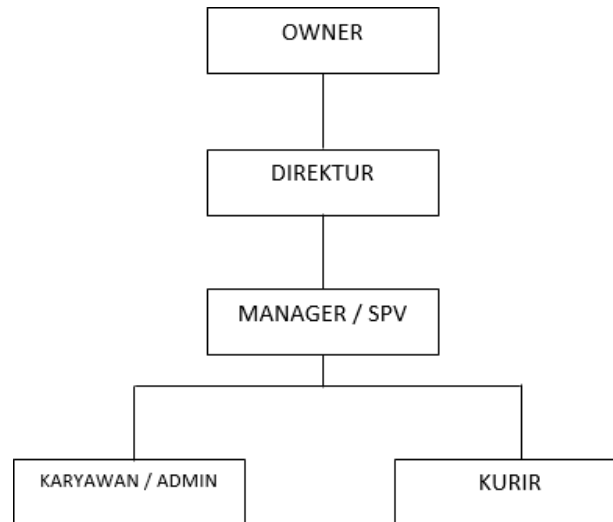 OWNER
DIREKTUR
MANAGER / SPV
KARYAWAN / ADMIN
KURIR